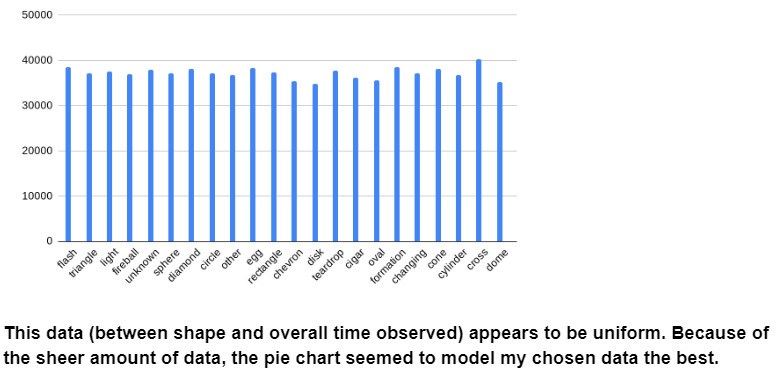 50000
40000
30000
20000
10000
0
flash
triangle
light
fireball
unknown
sphere
diamond
circle
other
egg
rectangle
chevron
disk
teardrop
cigar
oval
formation
changing
cone
cylinder
cross
dome
This data (between shape and overall time observed) appears to be uniform. Because of
the sheer amount of data, the pie chart seemed to model my chosen data the best.